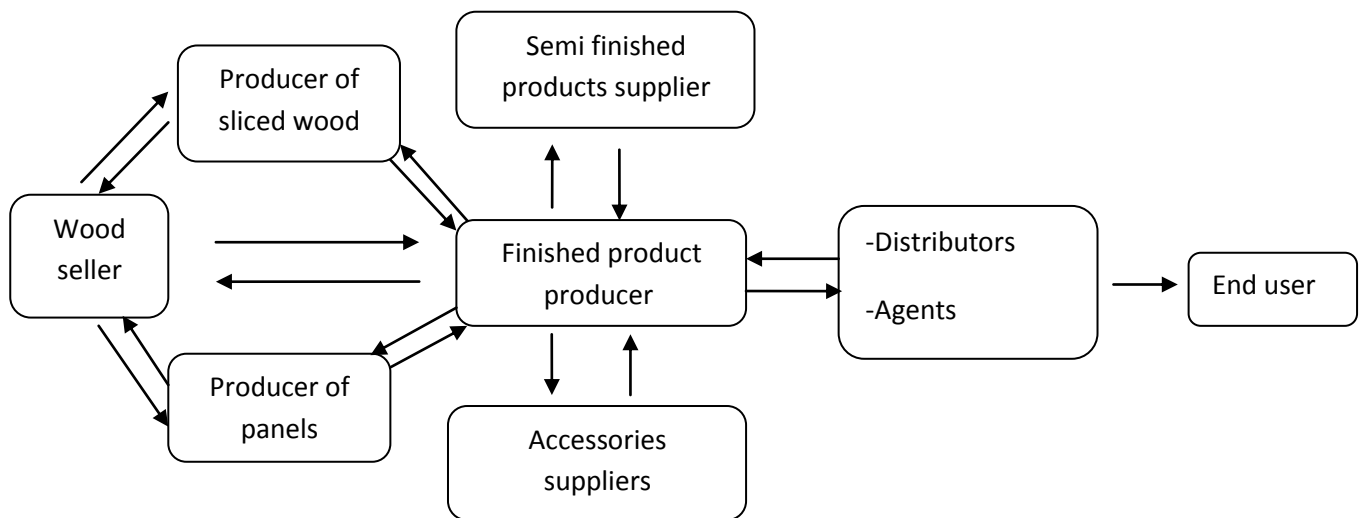 Semi finished
products supplier
Producer of
sliced wood
Wood
seller
Finished product
producer
-Distributors
-Agents
End user
Producer of
panels
Accessories
suppliers